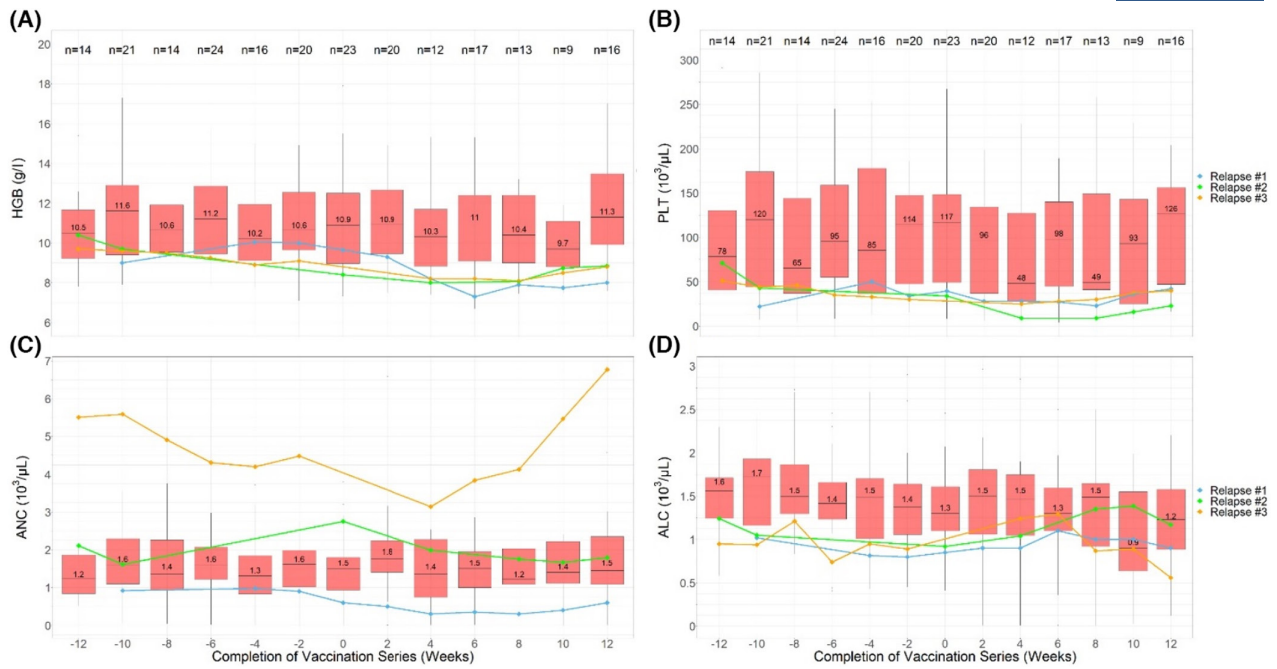 (A)
n=14 n=21 n=14 n=24 n=16 n=20 n=23 n=20 n=12 n=17 n=13 n=9 n=16
HGB (g/l)
20
18
16
14
12
10
8
6
10.5 11.6 10.6 11.2 10.2 10.6 10.9 10.9 10.3 11 10.4 9.7 11.3
(B)
n=14 n=21 n=14 n=24 n=16 n=20 n=23 n=20 n=12 n=17 n=13 n=9 n=16
PLT (10³/µL)
300
250
200
150
100
50
0
78 120 65 95 85 114 117 96 48 98 49 93 126
Relapse #1
Relapse #2
Relapse #3
(C)
ANC (10³/µL)
7
6
5
4
3
2
1
0
1.2 1.6 1.4 1.6 1.3 1.6 1.5 1.8 1.4 1.5 1.2 1.4 1.5
-12 -10 -8 -6 -4 -2 0 2 4 6 8 10 12
Completion of Vaccination Series (Weeks)
(D)
ALC (10³/µL)
3
2.5
2
1.5
1
0.5
0
1.6 1.7 1.5 1.4 1.5 1.4 1.3 1.5 1.5 1.3 1.5 0.9 1.2
-12 -10 -8 -6 -4 -2 0 2 4 6 8 10 12
Completion of Vaccination Series (Weeks)
Relapse #1
Relapse #2
Relapse #3